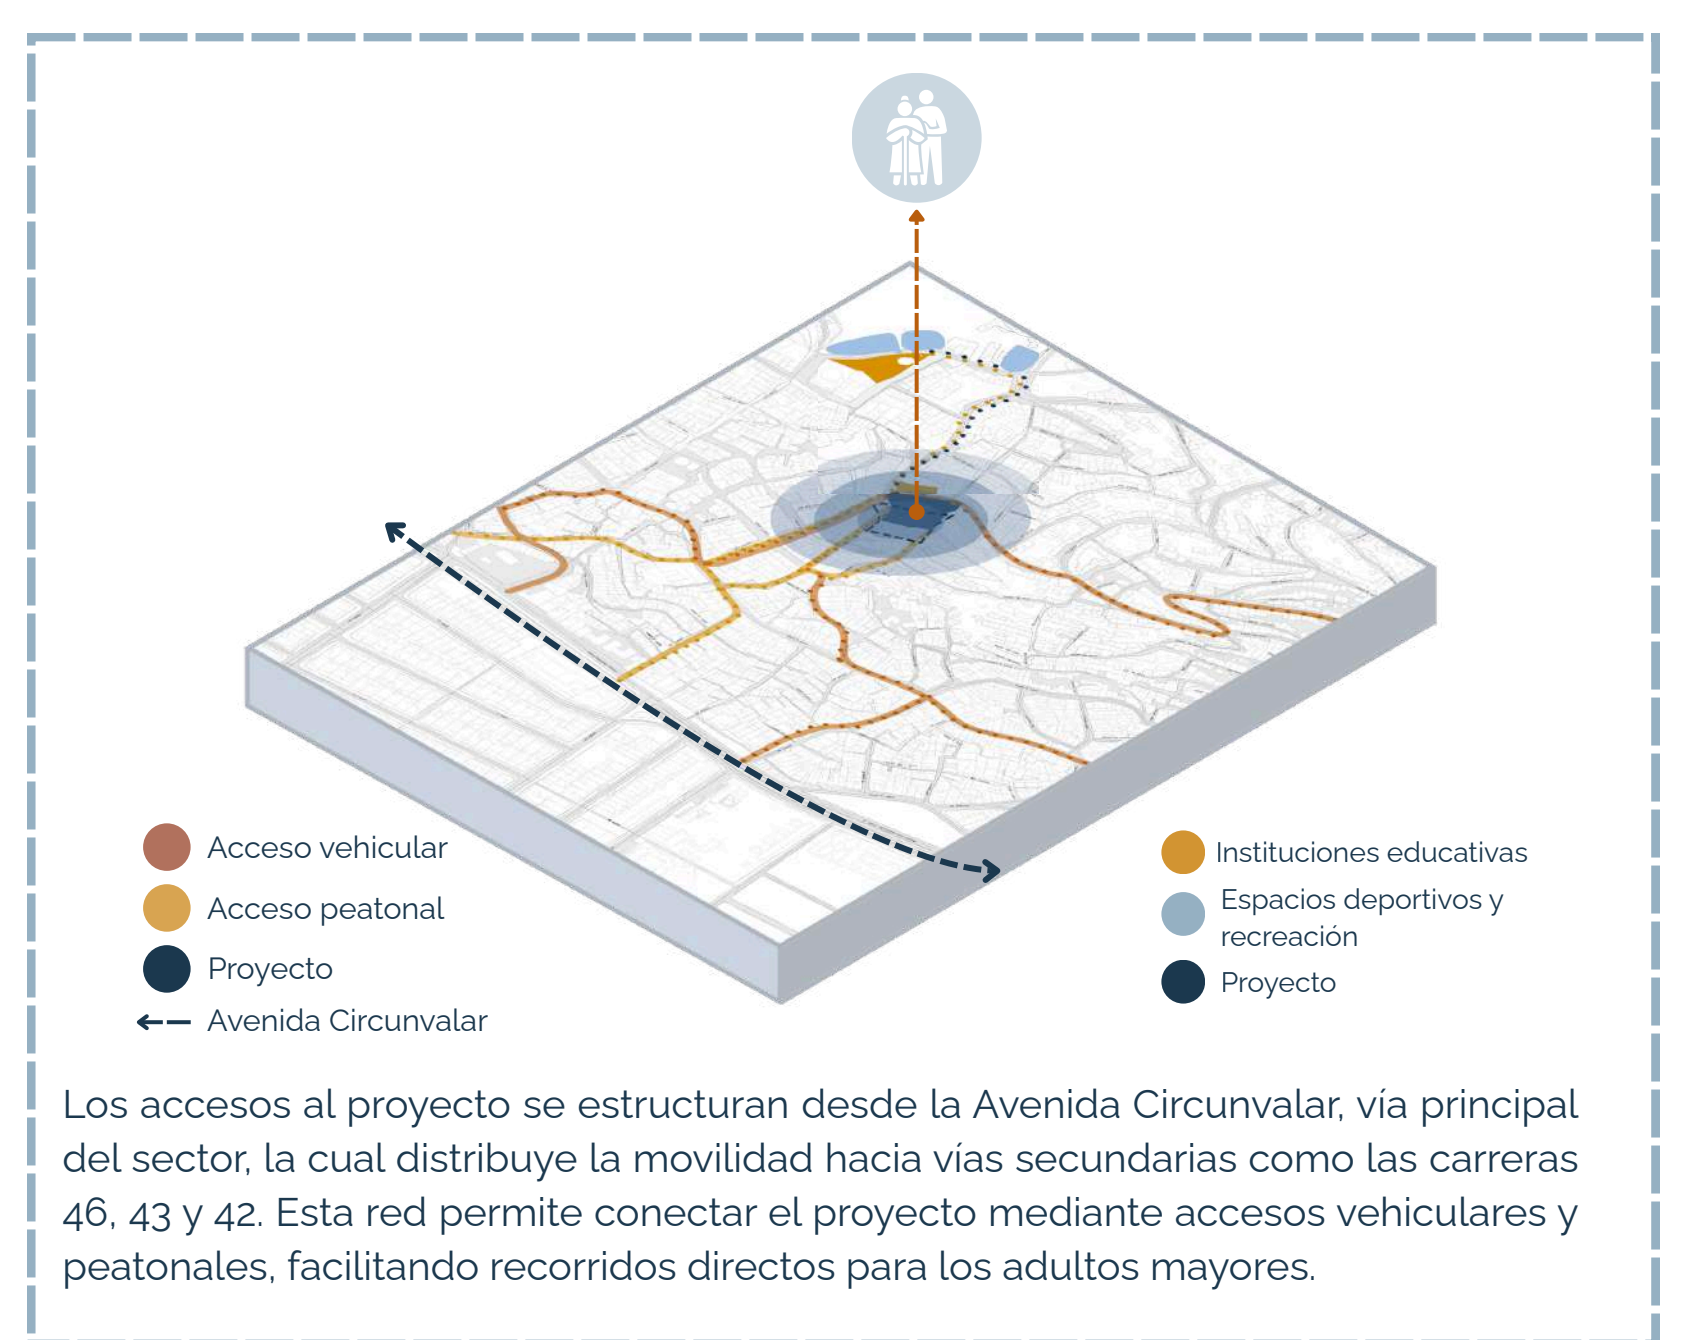 Acceso vehicular
Acceso peatonal
Proyecto
Avenida Circunvalar
Instituciones educativas
Espacios deportivos y
recreación
Proyecto
Los accesos al proyecto se estructuran desde la Avenida Circunvalar, vía principal
del sector, la cual distribuye la movilidad hacia vías secundarias como las carreras
46, 43 y 42. Esta red permite conectar el proyecto mediante accesos vehiculares y
peatonales, facilitando recorridos directos para los adultos mayores.